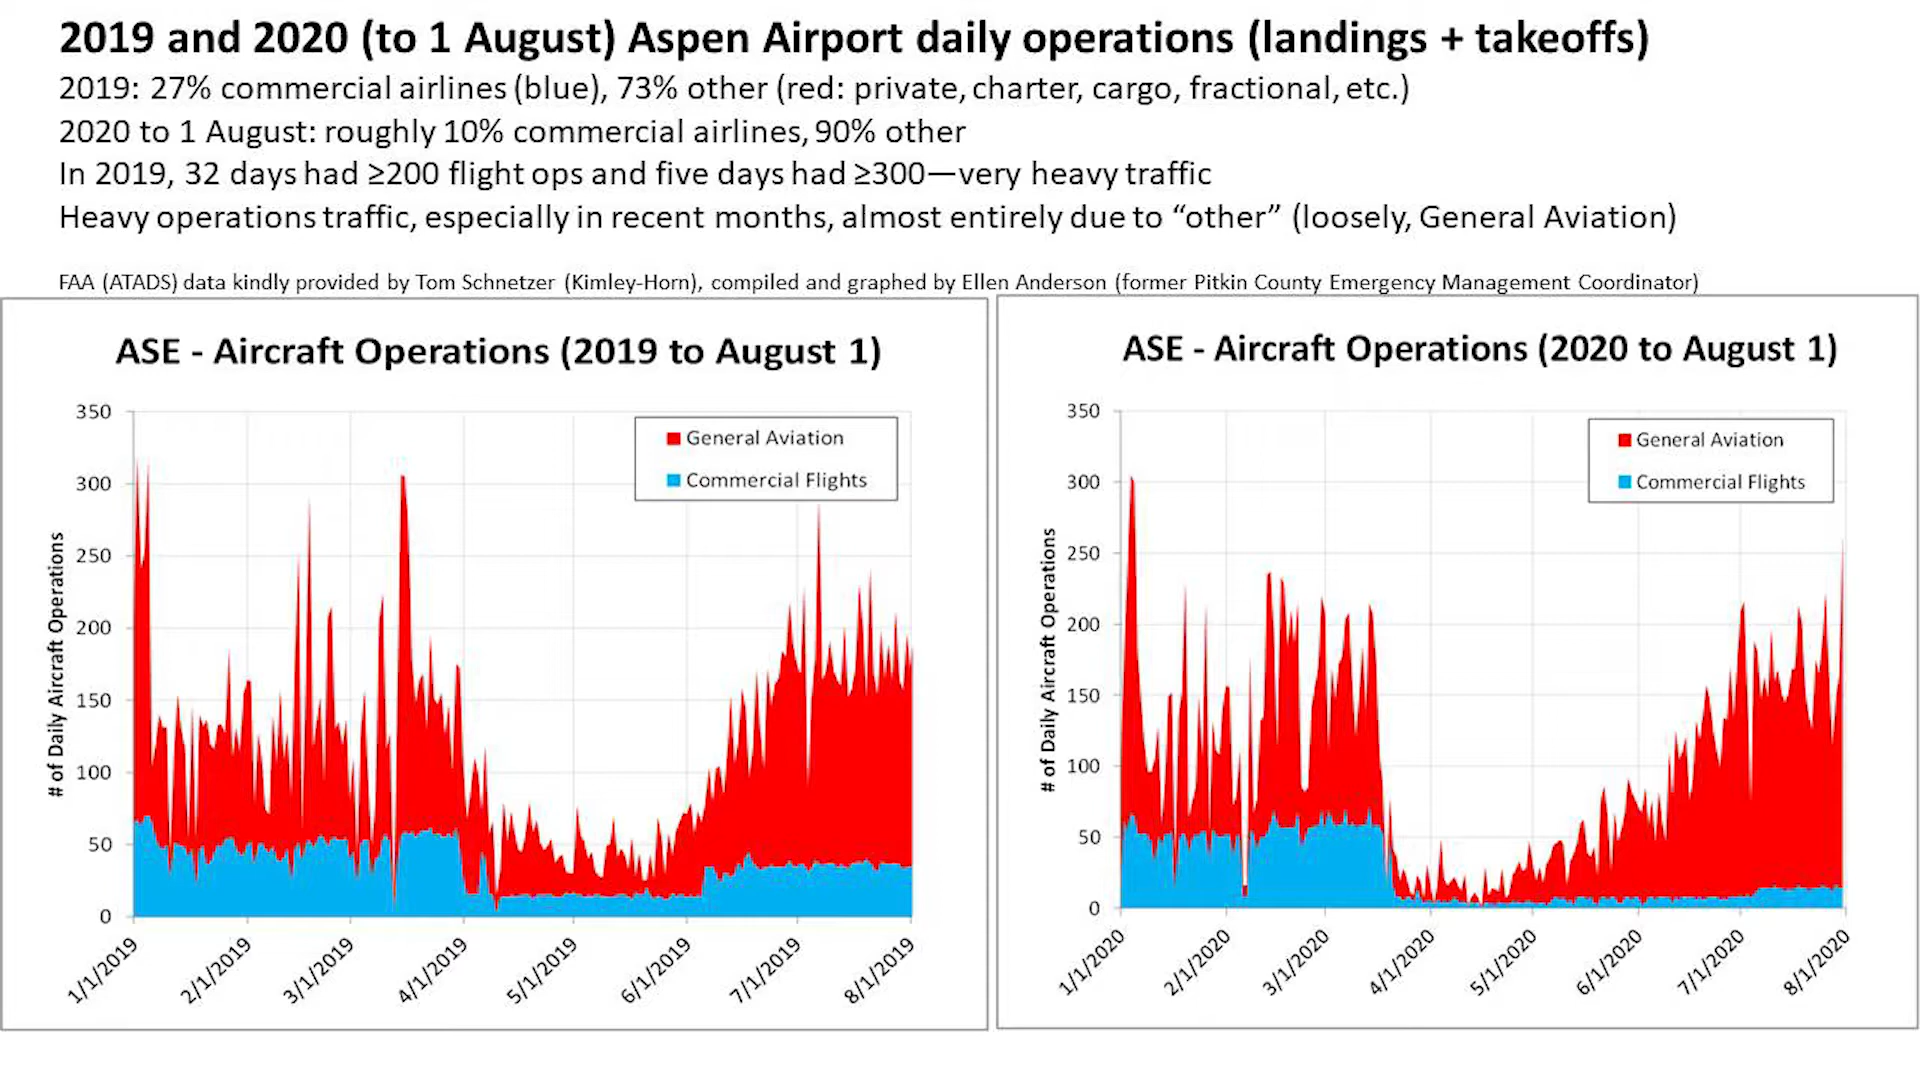 2019 and 2020 (to 1 August) Aspen Airport daily operations (landings + takeoffs)
2019: 27% commercial airlines (blue), 73% other (red: private, charter, cargo, fractional, etc.)
2020 to 1 August: roughly 10% commercial airlines, 90% other
In 2019, 32 days had ≥200 flight ops and five days had ≥300—very heavy traffic
Heavy operations traffic, especially in recent months, almost entirely due to “other” (loosely, General Aviation)
FAA (ATADS) data kindly provided by Tom Schnetzer (Kimley-Horn), compiled and graphed by Ellen Anderson (former Pitkin County Emergency Management Coordinator)
ASE - Aircraft Operations (2019 to August 1)
# of Daily Aircraft Operations
350
300
250
200
150
100
50
0
General Aviation
Commercial Flights
1/1/2019
2/1/2019
3/1/2019
4/1/2019
5/1/2019
6/1/2019
7/1/2019
8/1/2019
ASE - Aircraft Operations (2020 to August 1)
# of Daily Aircraft Operations
350
300
250
200
150
100
50
0
General Aviation
Commercial Flights
1/1/2020
2/1/2020
3/1/2020
4/1/2020
5/1/2020
6/1/2020
7/1/2020
8/1/2020